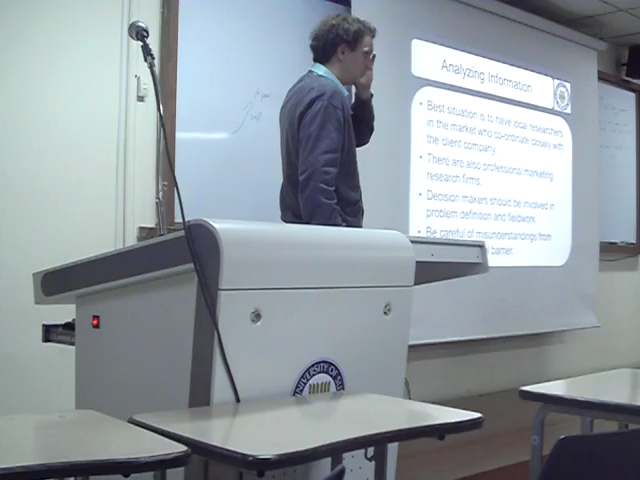 Analyzing Information
• Best situation is to have local researchers
in the market who co-ordinate closely with
the client company.
• There are also professional marketing
research firms.
• Decision makers should be involved in
problem definition and fieldwork.
• Be careful of misunderstandings from
barrier.
UNIVERSITY OF SU